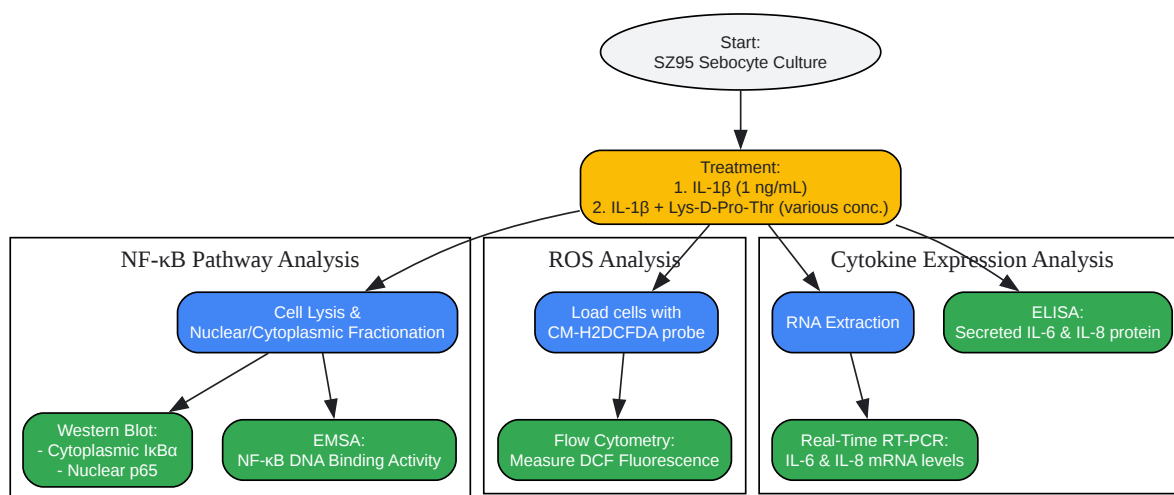 Start:
SZ95 Sebocyte Culture
Treatment:
1. IL-1β (1 ng/mL)
2. IL-1β + Lys-D-Pro-Thr (various conc.)
NF-κB Pathway Analysis
Cell Lysis &
Nuclear/Cytoplasmic Fractionation
Western Blot:
- Cytoplasmic IκBα
- Nuclear p65
EMSA:
NF-κB DNA Binding Activity
ROS Analysis
Load cells with
CM-H2DCFDA probe
Flow Cytometry:
Measure DCF Fluorescence
Cytokine Expression Analysis
RNA Extraction
ELISA:
Secreted IL-6 & IL-8 protein
Real-Time RT-PCR:
IL-6 & IL-8 mRNA levels